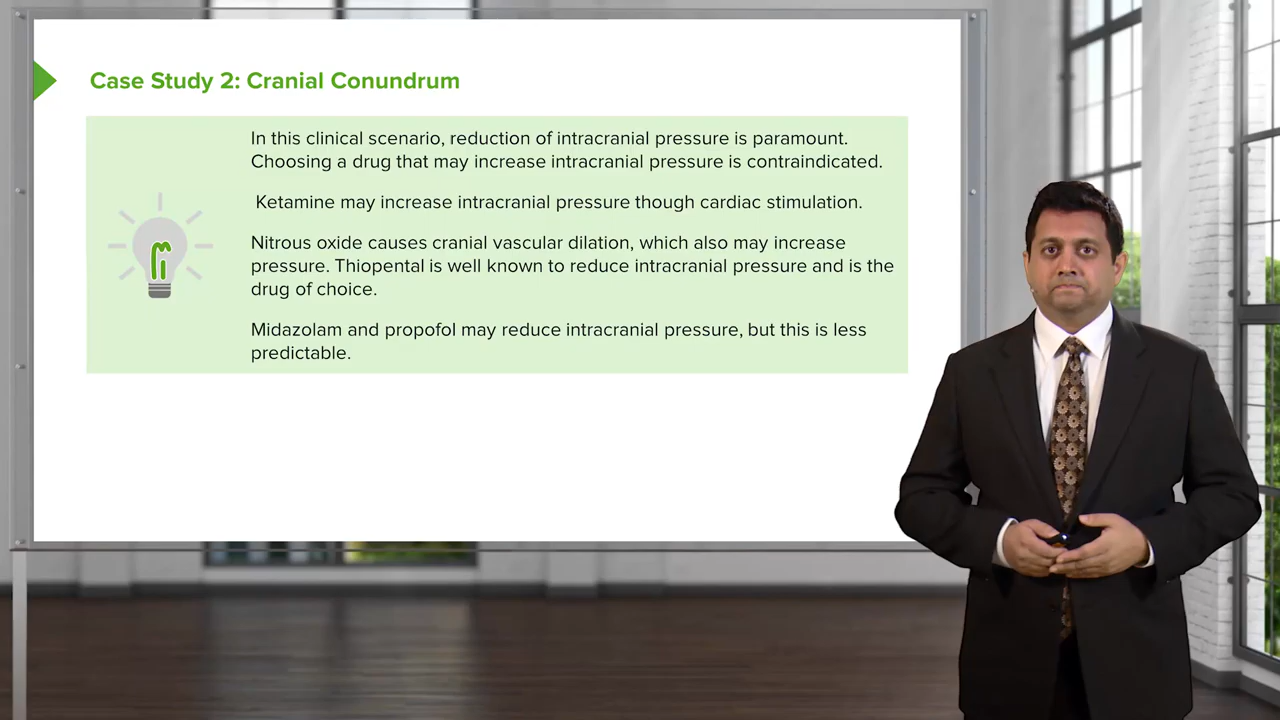 Case Study 2: Cranial Conundrum
In this clinical scenario, reduction of intracranial pressure is paramount.
Choosing a drug that may increase intracranial pressure is contraindicated.
Ketamine may increase intracranial pressure though cardiac stimulation.
Nitrous oxide causes cranial vascular dilation, which also may increase
pressure. Thiopental is well known to reduce intracranial pressure and is the
drug of choice.
Midazolam and propofol may reduce intracranial pressure, but this is less
predictable.